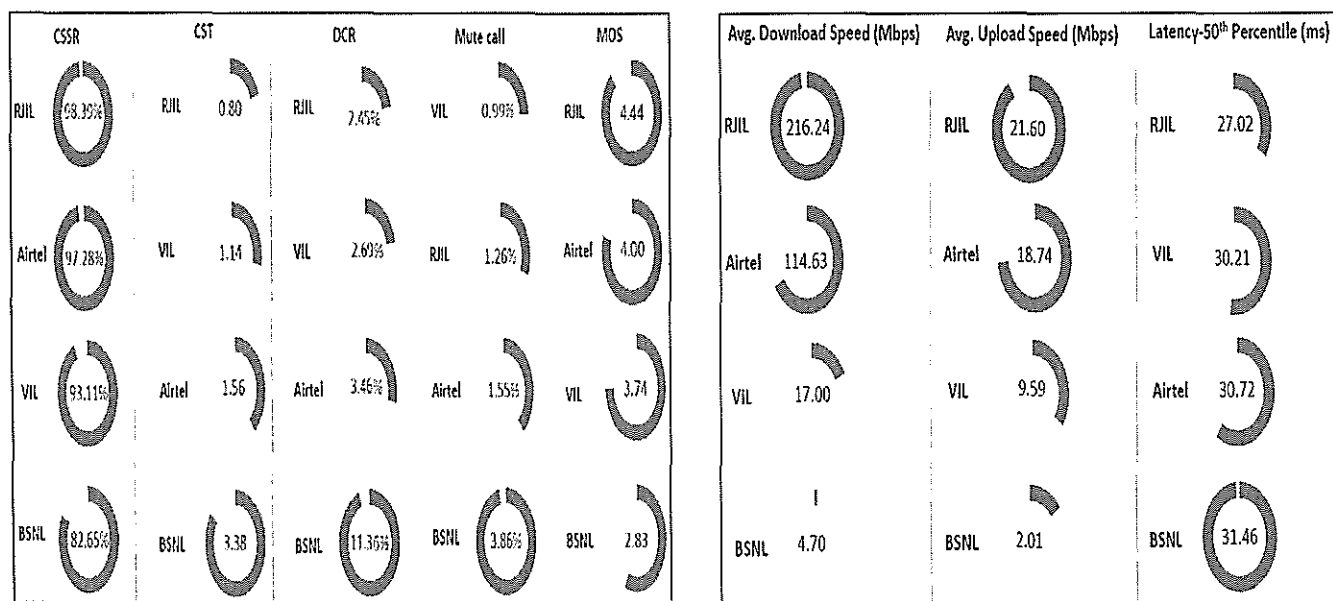 CSSR CST DCR Mute call MOS
RJIL 98.39% RJIL 0.80 RJIL 2.45% VIL 0.99% RJIL 4.44
Airtel 97.28% VIL 1.14 VIL 2.69% RJIL 1.26% Airtel 4.00
VIL 93.11% Airtel 1.56 Airtel 3.46% Airtel 1.55% VIL 3.74
BSNL 82.65% BSNL 3.38 BSNL 11.36% BSNL 3.86% BSNL 2.83
Avg. Download Speed (Mbps) Avg. Upload Speed (Mbps) Latency-50th Percentile (ms)
RJIL 216.24 RJIL 21.60 RJIL 27.02
Airtel 114.63 Airtel 18.74 VIL 30.21
VIL 17.00 VIL 9.59 Airtel 30.72
BSNL 4.70 BSNL 2.01 BSNL 31.46